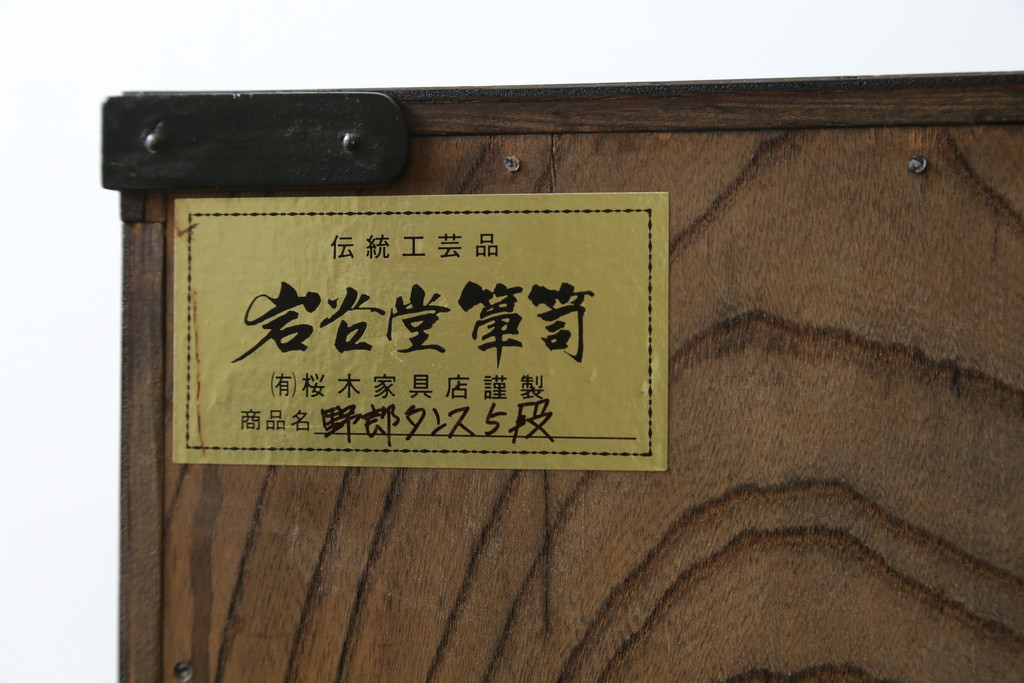 伝統工芸品
岩谷堂箪笥
㈲桜木家具店謹製
商品名 野郎タンス5段